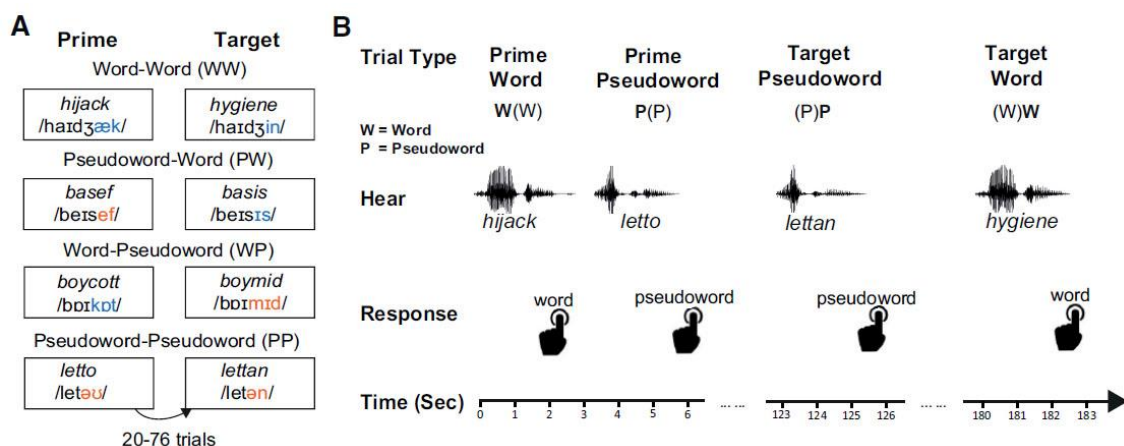 A
Prime Target
Word-Word (WW)
hijack hygiene
/haɪdʒæk/ /haɪdʒin/
Pseudoword-Word (PW)
basef basis
/beɪsef/ /beɪsɪs/
Word-Pseudoword (WP)
boycott boymid
/bɒɪkɒt/ /bɒɪmɪd/
Pseudoword-Pseudoword (PP)
letto lettan
/letəʊ/ /letən/
20-76 trials
B
Trial Type Prime Word Prime Pseudoword Target Pseudoword Target Word
W(W) P(P) (P)P (W)W
W = Word
P = Pseudoword
Hear
hijack letto lettan hygiene
Response
word pseudoword pseudoword word
Time (Sec)
0 1 2 3 4 5 6 ... ... 123 124 125 126 ... ... 180 181 182 183